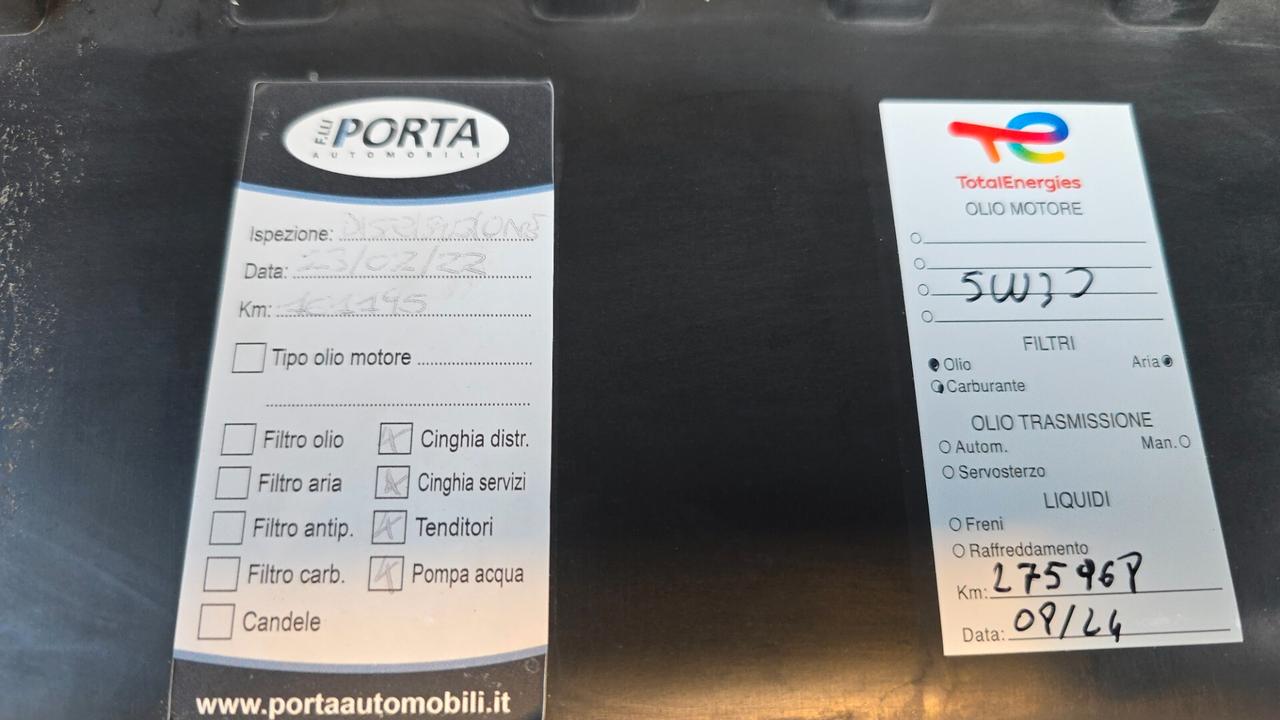 F.LLI PORTA
AUTOMOBILI
Ispezione: DISTRIBUZIONE
Data: 23/02/22
Km:
Tipo olio motore
Filtro olio
Cinghia distr.
Filtro aria
Cinghia servizi
Filtro antip.
Tenditori
Filtro carb.
Pompa acqua
Candele
www.portaautomobili.it
TotalEnergies
OLIO MOTORE
5W30
FILTRI
Olio Aria
Carburante
OLIO TRASMISSIONE
Autom. Man.
Servosterzo
LIQUIDI
Freni
Raffreddamento
Km:
Data: 09/24